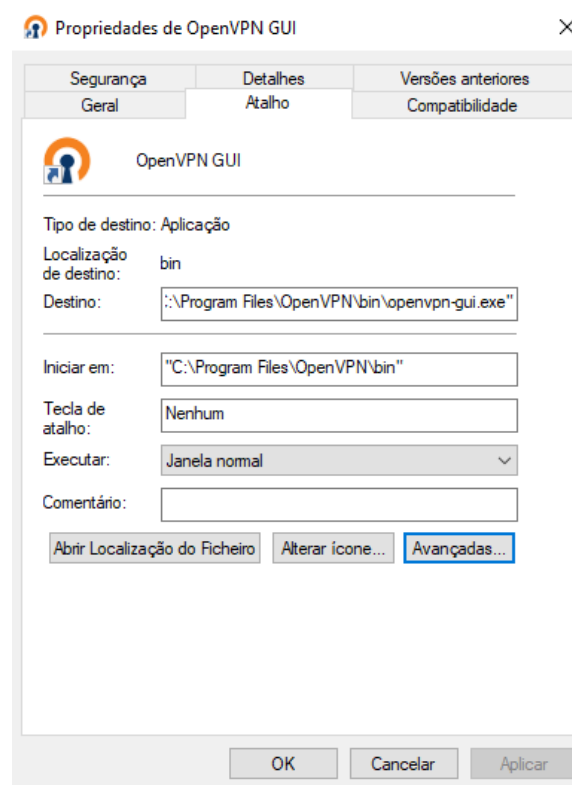 Propriedades de OpenVPN GUI
Segurança Detalhes Versões anteriores
Geral Atalho Compatibilidade
OpenVPN GUI
Tipo de destino: Aplicação
Localização
de destino: bin
Destino: :\Program Files\OpenVPN\bin\openvpn-gui.exe"
Iniciar em: "C:\Program Files\OpenVPN\bin"
Tecla de
atalho: Nenhum
Executar: Janela normal
Comentário:
Abrir Localização do Ficheiro Alterar ícone... Avançadas...
OK Cancelar Aplicar